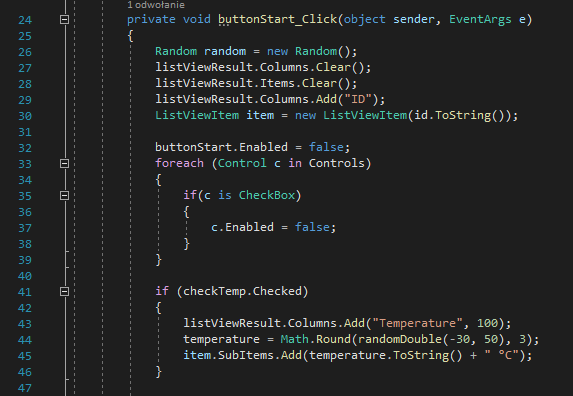 1 odwołanie
24 private void buttonStart_Click(object sender, EventArgs e)
25 {
26 Random random = new Random();
27 listViewResult.Columns.Clear();
28 listViewResult.Items.Clear();
29 listViewResult.Columns.Add("ID");
30 ListViewItem item = new ListViewItem(id.ToString());
31
32 buttonStart.Enabled = false;
33 foreach (Control c in Controls)
34 {
35 if(c is CheckBox)
36 {
37 c.Enabled = false;
38 }
39 }
40
41 if (checkTemp.Checked)
42 {
43 listViewResult.Columns.Add("Temperature", 100);
44 temperature = Math.Round(randomDouble(-30, 50), 3);
45 item.SubItems.Add(temperature.ToString() + " °C");
46 }
47